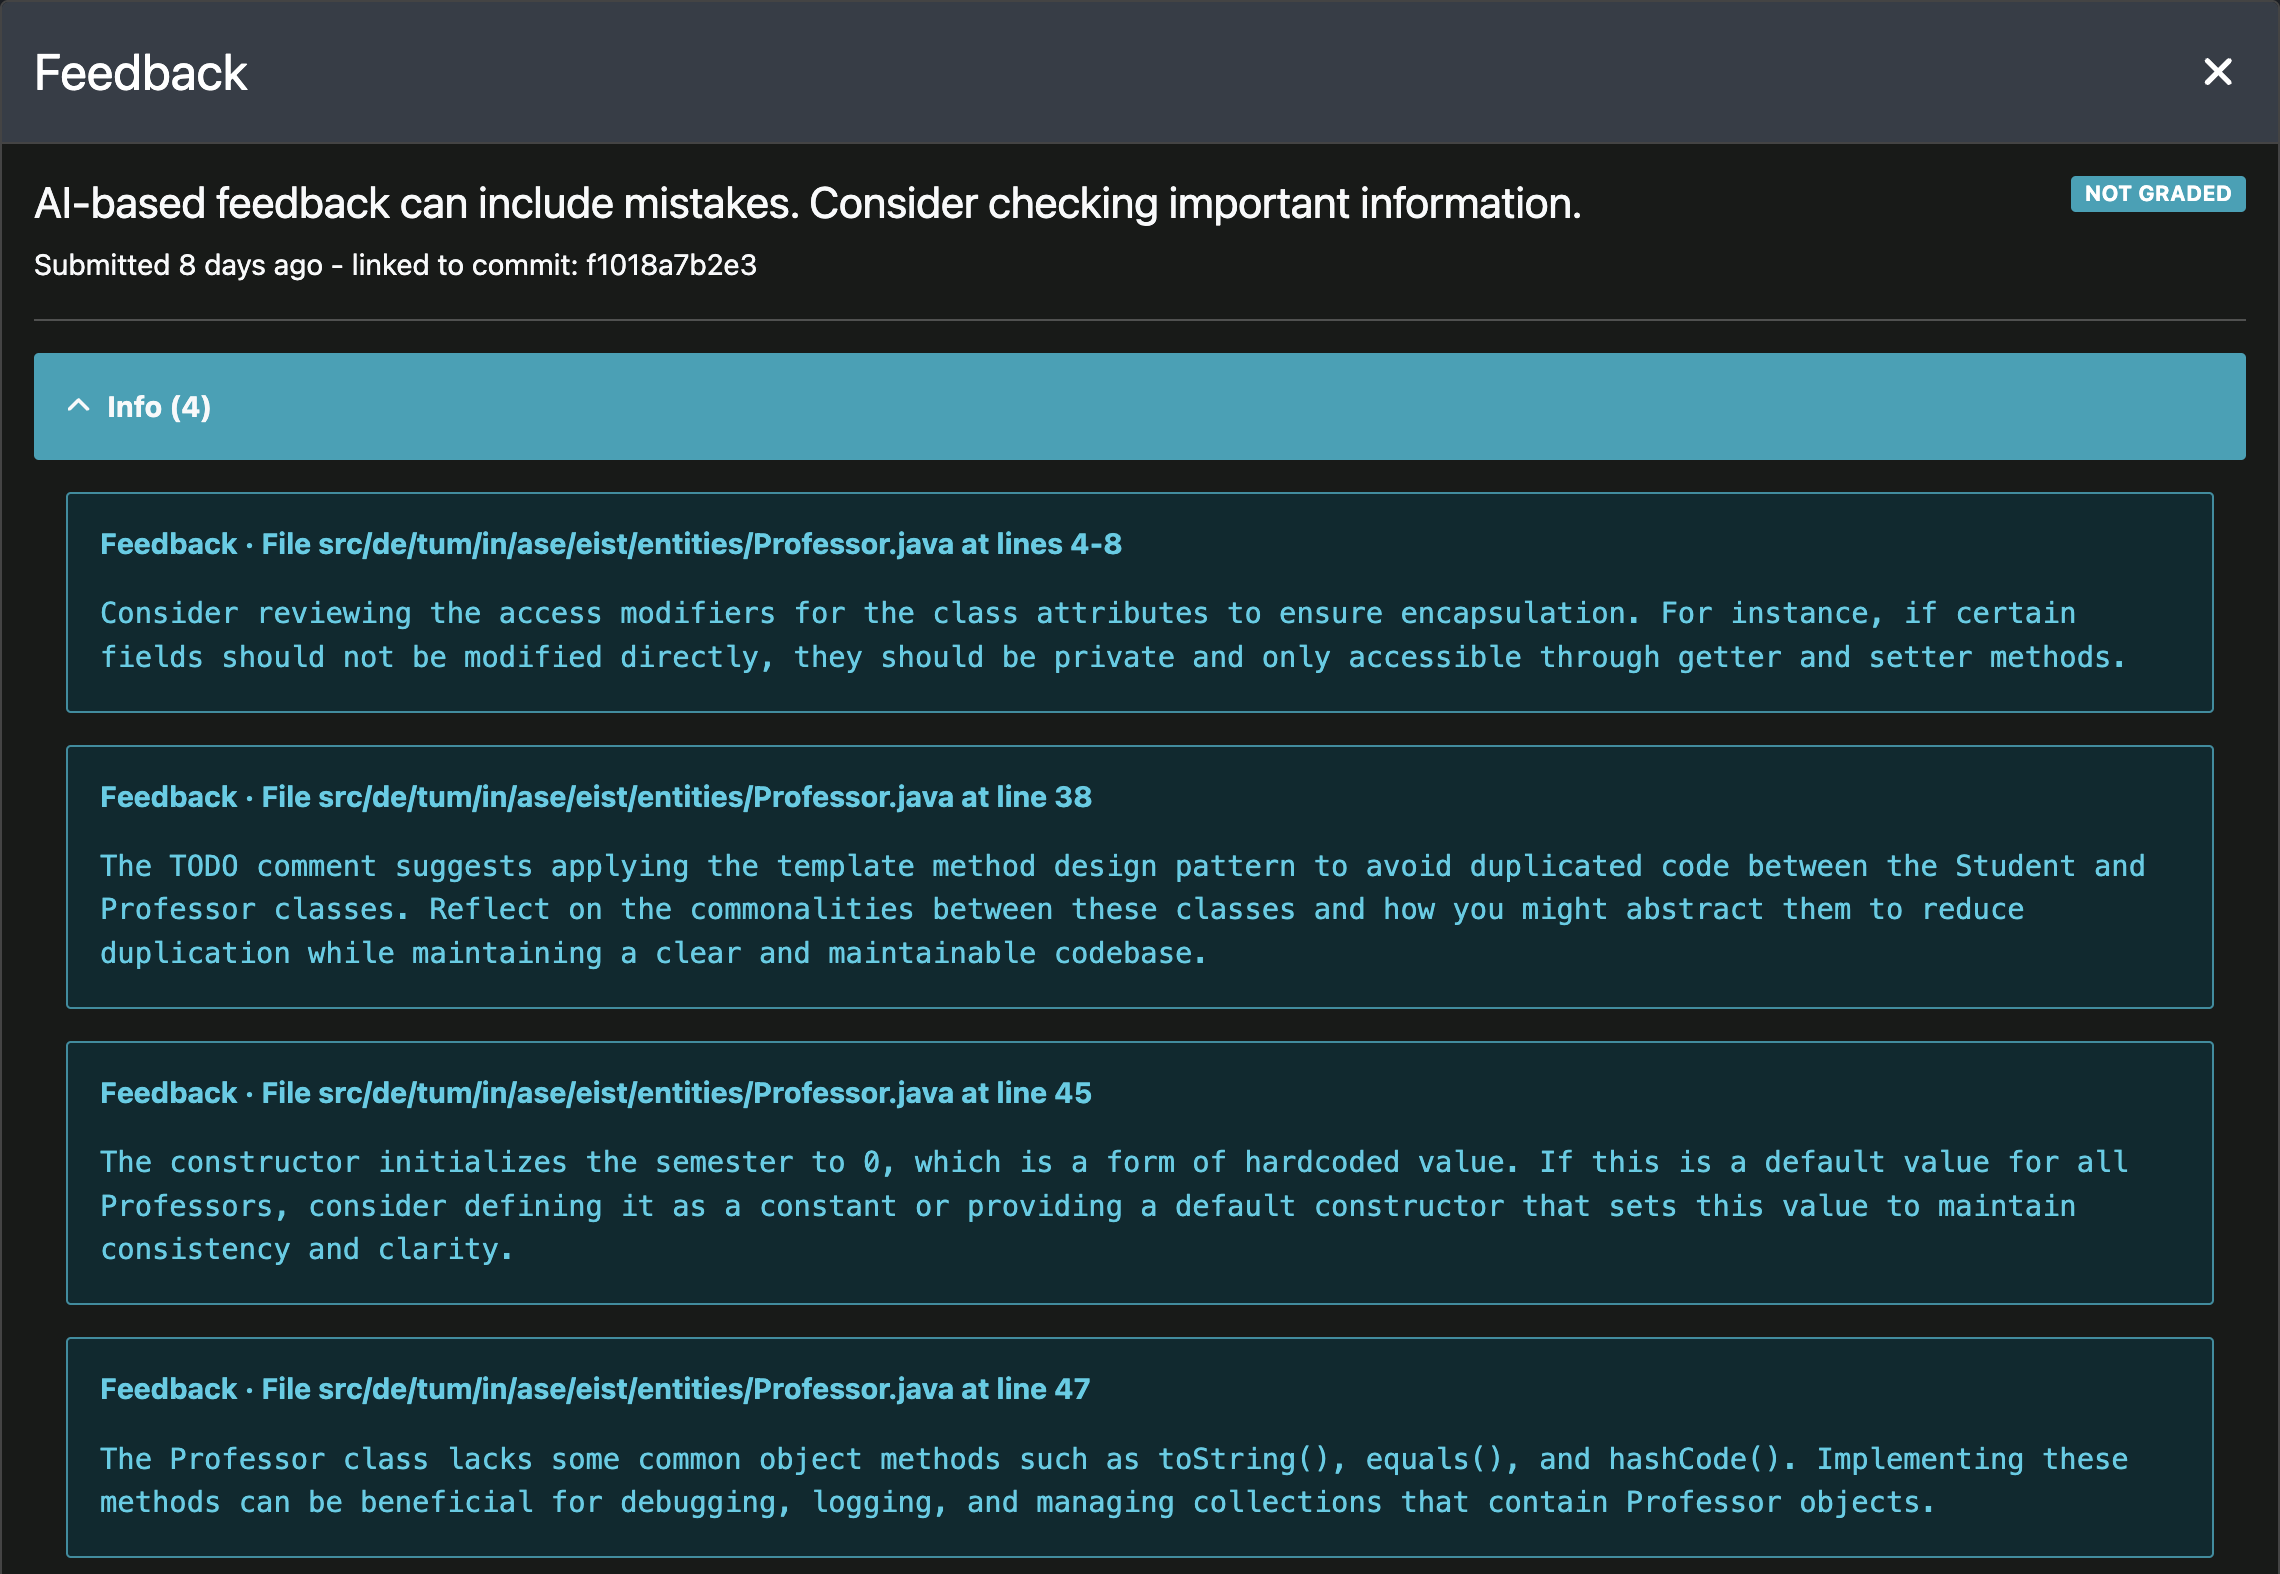 Feedback
AI-based feedback can include mistakes. Consider checking important information.
NOT GRADED
Submitted 8 days ago - linked to commit: f1018a7b2e3
Info (4)
Feedback · File src/de/tum/in/ase/eist/entities/Professor.java at lines 4-8
Consider reviewing the access modifiers for the class attributes to ensure encapsulation. For instance, if certain
fields should not be modified directly, they should be private and only accessible through getter and setter methods.
Feedback · File src/de/tum/in/ase/eist/entities/Professor.java at line 38
The TODO comment suggests applying the template method design pattern to avoid duplicated code between the Student and
Professor classes. Reflect on the commonalities between these classes and how you might abstract them to reduce
duplication while maintaining a clear and maintainable codebase.
Feedback · File src/de/tum/in/ase/eist/entities/Professor.java at line 45
The constructor initializes the semester to 0, which is a form of hardcoded value. If this is a default value for all
Professors, consider defining it as a constant or providing a default constructor that sets this value to maintain
consistency and clarity.
Feedback · File src/de/tum/in/ase/eist/entities/Professor.java at line 47
The Professor class lacks some common object methods such as toString(), equals(), and hashCode(). Implementing these
methods can be beneficial for debugging, logging, and managing collections that contain Professor objects.